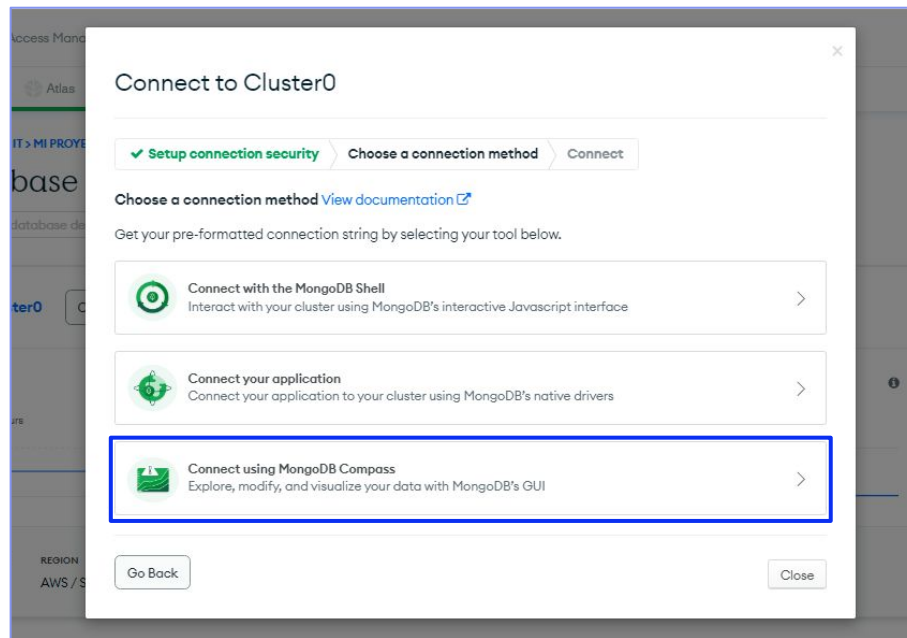 Access Mana
Atlas
Connect to Cluster0
IT > MI PROYE
base
database de
Setup connection security
Choose a connection method
Connect
Choose a connection method View documentation
Get your pre-formatted connection string by selecting your tool below.
ter0
Connect with the MongoDB Shell
Interact with your cluster using MongoDB's interactive Javascript interface
Connect your application
Connect your application to your cluster using MongoDB's native drivers
urs
Connect using MongoDB Compass
Explore, modify, and visualize your data with MongoDB's GUI
REGION
AWS / S
Go Back
Close